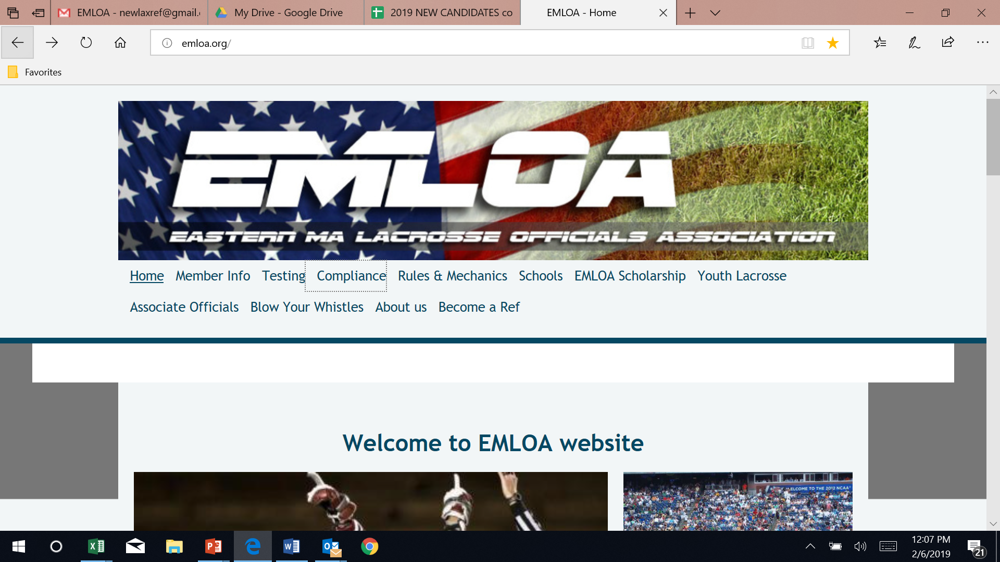 EMLOA - newlaxref@gmail.
My Drive - Google Drive
2019 NEW CANDIDATES co
EMLOA - Home
emloa.org/
Favorites
EMLOA
EASTERN MA LACROSSE OFFICIALS ASSOCIATION
Home Member Info Testing Compliance Rules & Mechanics Schools EMLOA Scholarship Youth Lacrosse
Associate Officials Blow Your Whistles About us Become a Ref
Welcome to EMLOA website
ELCOME TO THE 2012 NCAA
12:07 PM
2/6/2019
21